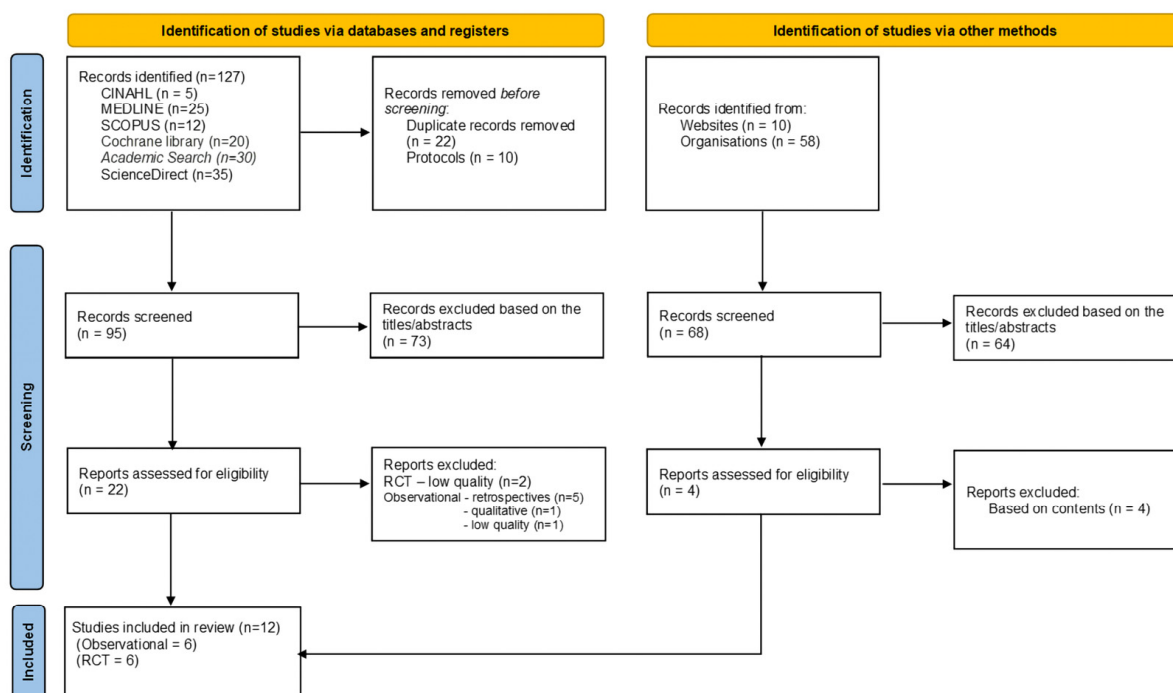 Identification of studies via databases and registers
Identification of studies via other methods
Identification
Records identified (n=127)
CINAHL (n = 5)
MEDLINE (n=25)
SCOPUS (n=12)
Cochrane library (n=20)
Academic Search (n=30)
ScienceDirect (n=35)
Records removed before
screening:
Duplicate records removed
(n = 22)
Protocols (n = 10)
Records identified from:
Websites (n = 10)
Organisations (n = 58)
Screening
Records screened
(n = 95)
Records excluded based on the
titles/abstracts
(n = 73)
Records screened
(n = 68)
Records excluded based on the
titles/abstracts
(n = 64)
Reports assessed for eligibility
(n = 22)
Reports excluded:
RCT – low quality (n=2)
Observational - retrospectives (n=5)
- qualitative (n=1)
- low quality (n=1)
Reports assessed for eligibility
(n = 4)
Reports excluded:
Based on contents (n = 4)
Included
Studies included in review (n=12)
(Observational = 6)
(RCT = 6)